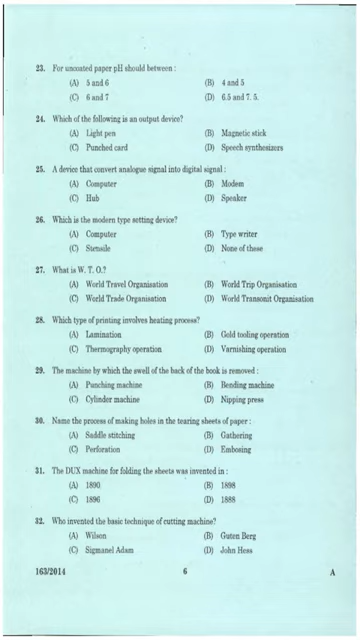 23. For uncoated paper pH should between :
(A) 5 and 6 (B) 4 and 5
(C) 6 and 7 (D) 6.5 and 7. 5.
24. Which of the following is an output device?
(A) Light pen (B) Magnetic stick
(C) Punched card (D) Speech synthesizers
25. A device that convert analogue signal into digital signal :
(A) Computer (B) Modem
(C) Hub (D) Speaker
26. Which is the modern type setting device?
(A) Computer (B) Type writer
(C) Stensile (D) None of these
27. What is W. T. O.?
(A) World Travel Organisation (B) World Trip Organisation
(C) World Trade Organisation (D) World Transonit Organisation
28. Which type of printing involves heating process?
(A) Lamination (B) Gold tooling operation
(C) Thermography operation (D) Varnishing operation
29. The machine by which the swell of the back of the book is removed :
(A) Punching machine (B) Bending machine
(C) Cylinder machine (D) Nipping press
30. Name the process of making holes in the tearing sheets of paper :
(A) Saddle stitching (B) Gathering
(C) Perforation (D) Embosing
31. The DUX machine for folding the sheets was invented in :
(A) 1890 (B) 1898
(C) 1896 (D) 1888
32. Who invented the basic technique of cutting machine?
(A) Wilson (B) Guten Berg
(C) Sigmanel Adam (D) John Hess
163/2014 6 A